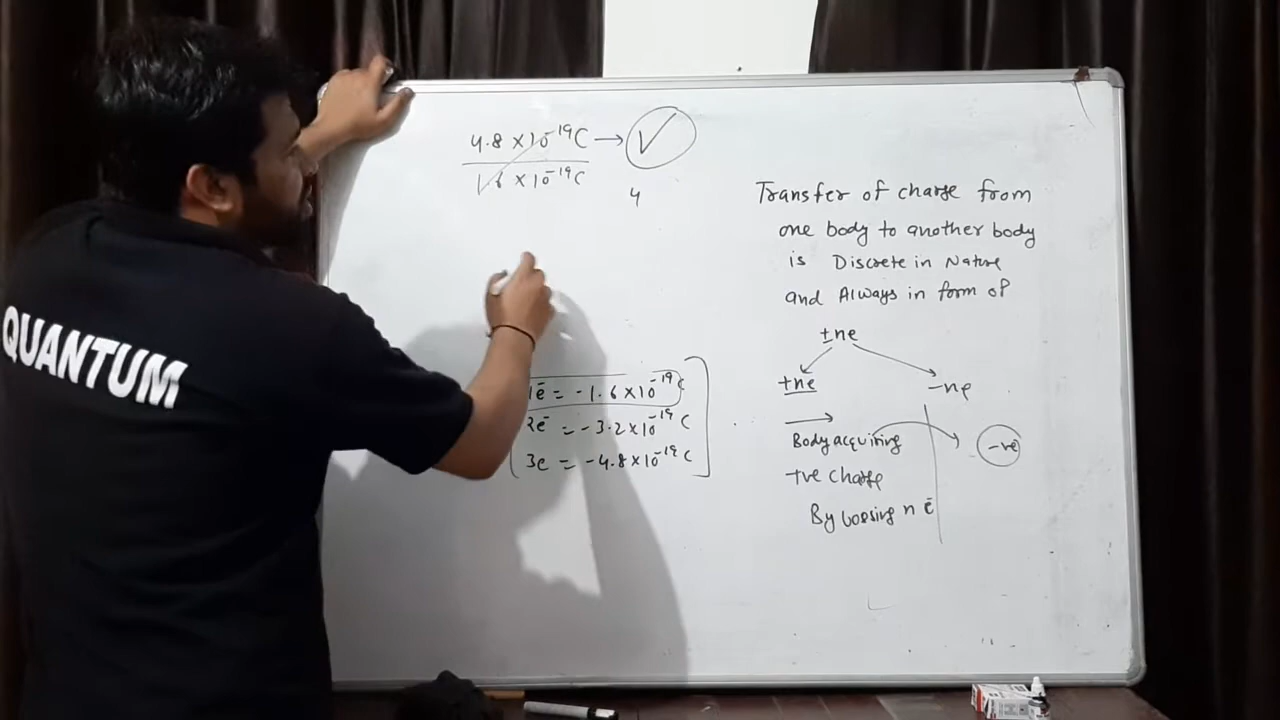 QUANTUM
4.8 × 10⁻¹⁹ C → ✓
1.6 × 10⁻¹⁹ C
4
1ē = -1.6 × 10⁻¹⁹ C
2ē = -3.2 × 10⁻¹⁹ C
3e = -4.8 × 10⁻¹⁹ C
Transfer of charge from
one body to another body
is Discrete in Nature
and Always in form of
±ne
+ne -ne
Body acquiring -ve
+ve Charge
By loosing n ē